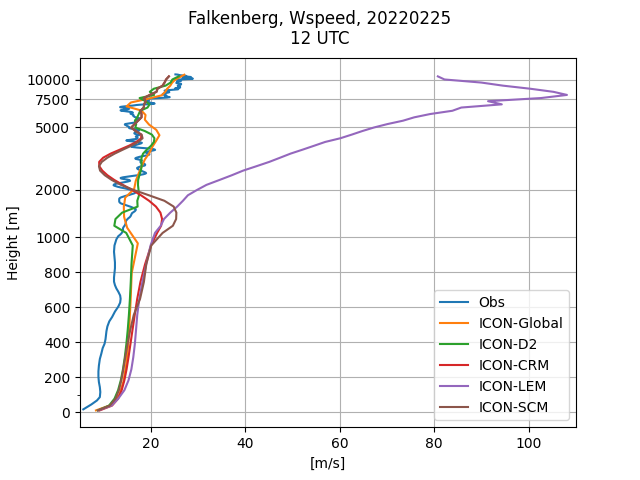 Falkenberg, Wspeed, 20220225
12 UTC
Height [m]
10000
7500
5000
2000
1000
800
600
400
200
0
20
40
60
80
100
[m/s]
Obs
ICON-Global
ICON-D2
ICON-CRM
ICON-LEM
ICON-SCM